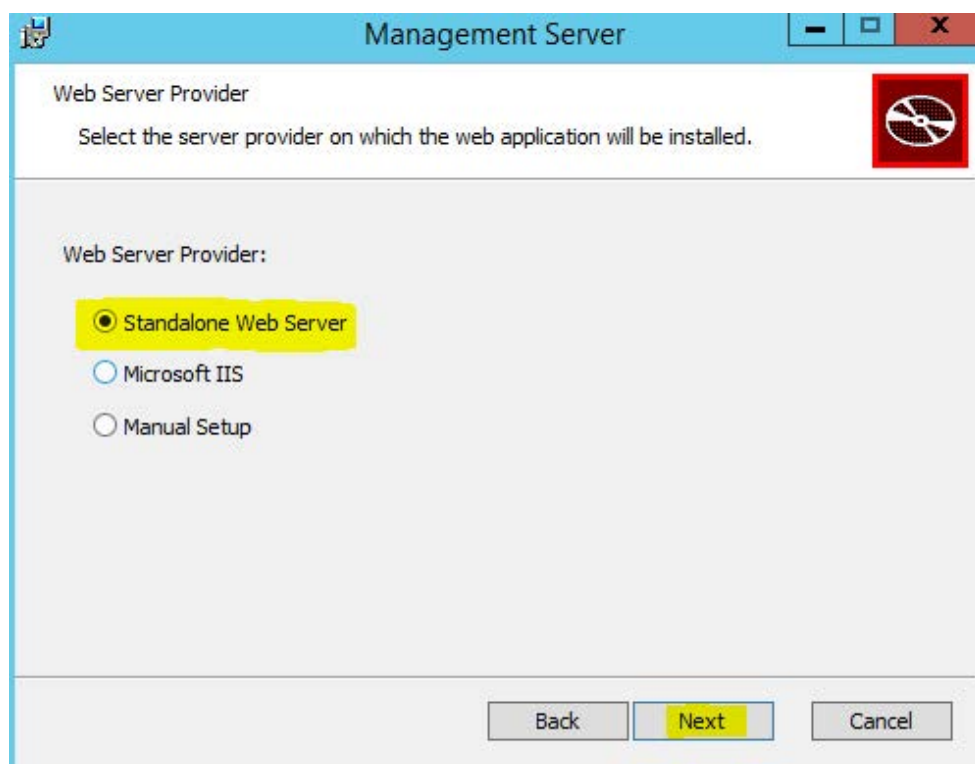 Management Server
Web Server Provider
Select the server provider on which the web application will be installed.
Web Server Provider:
Standalone Web Server
Microsoft IIS
Manual Setup
Back Next Cancel